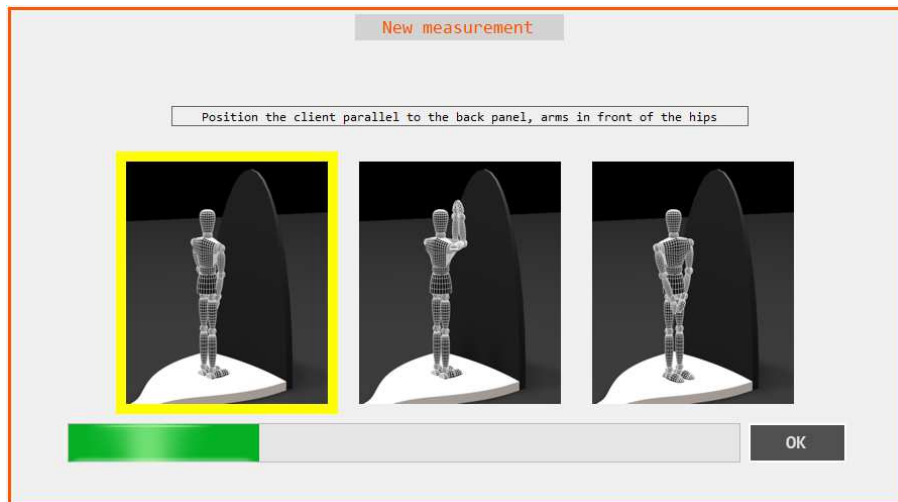 New measurement
Position the client parallel to the back panel, arms in front of the hips
OK